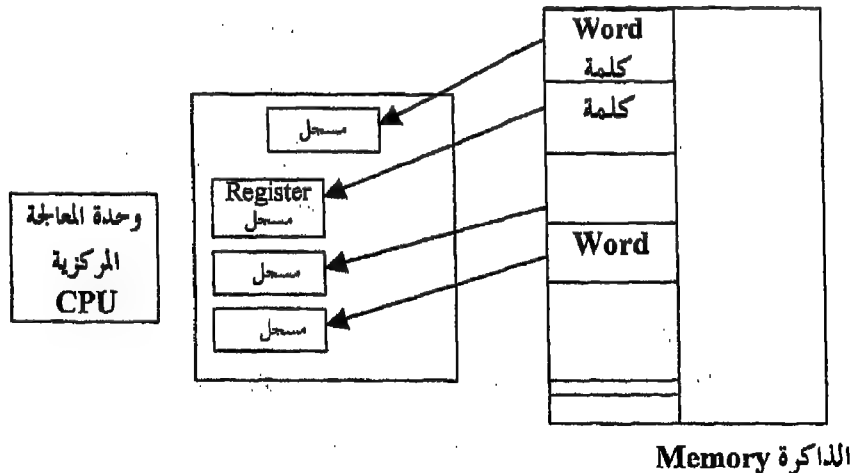 Word
كلمة
كلمة
Word
مسجل
Register
مسجل
مسجل
مسجل
وحدة المعالجة
المركزية
CPU
الذاكرة Memory